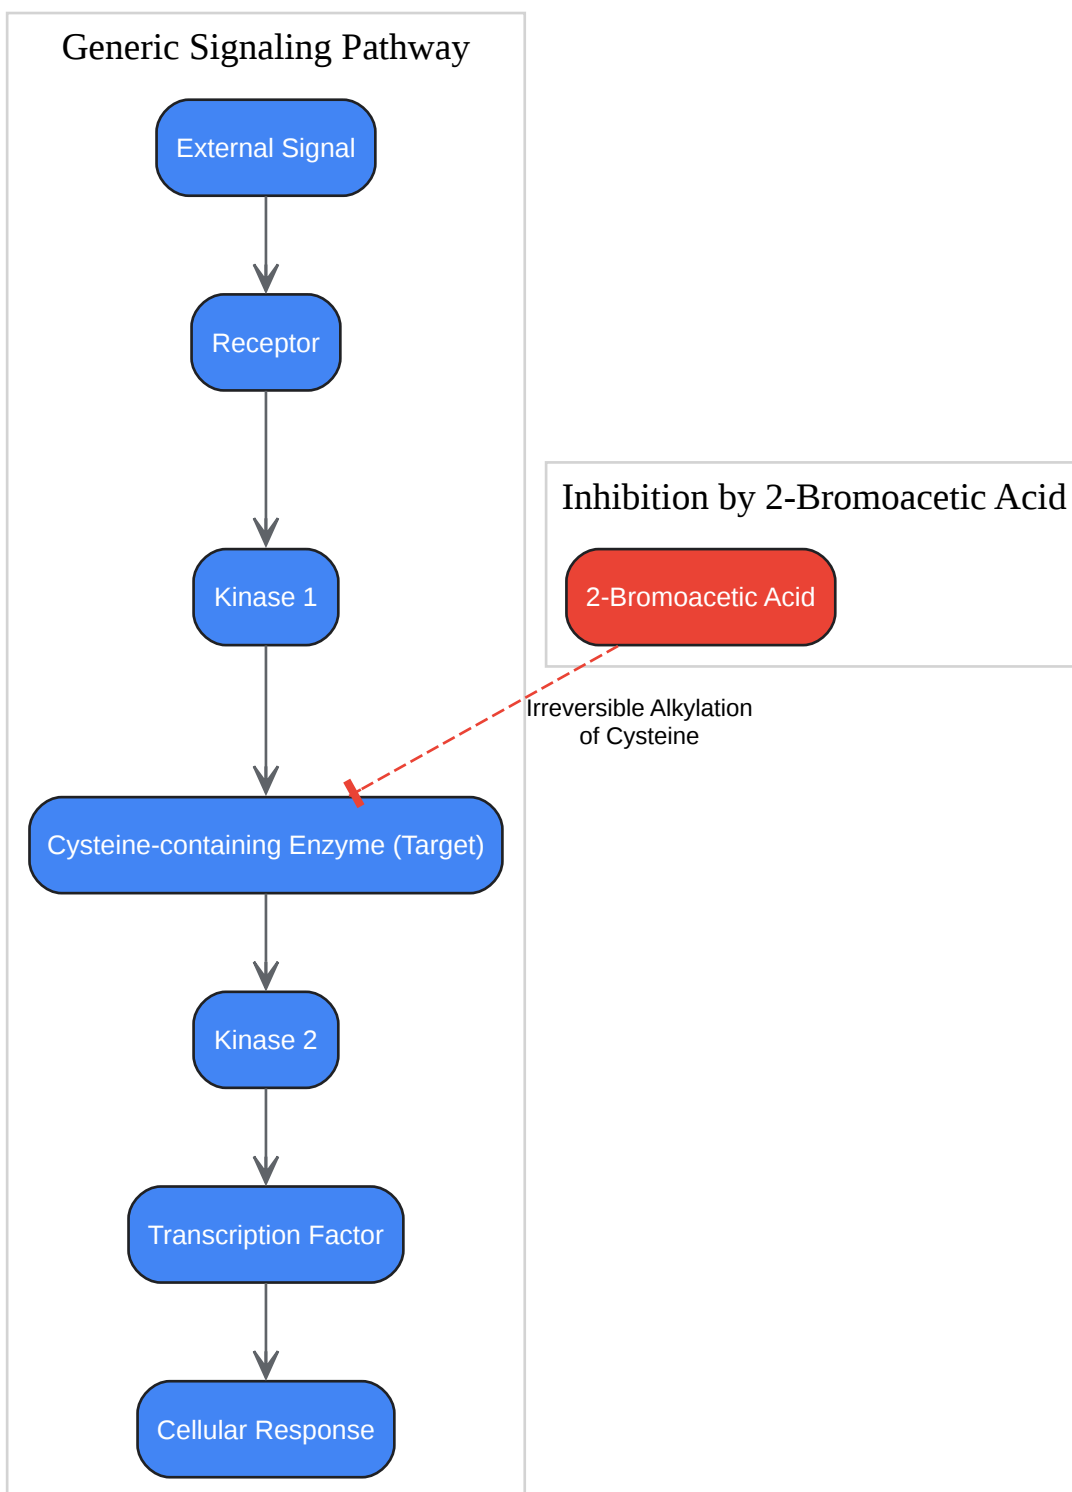 Generic Signaling Pathway
External Signal
Receptor
Kinase 1
Inhibition by 2-Bromoacetic Acid
2-Bromoacetic Acid
Irreversible Alkylation
of Cysteine
Cysteine-containing Enzyme (Target)
Kinase 2
Transcription Factor
Cellular Response